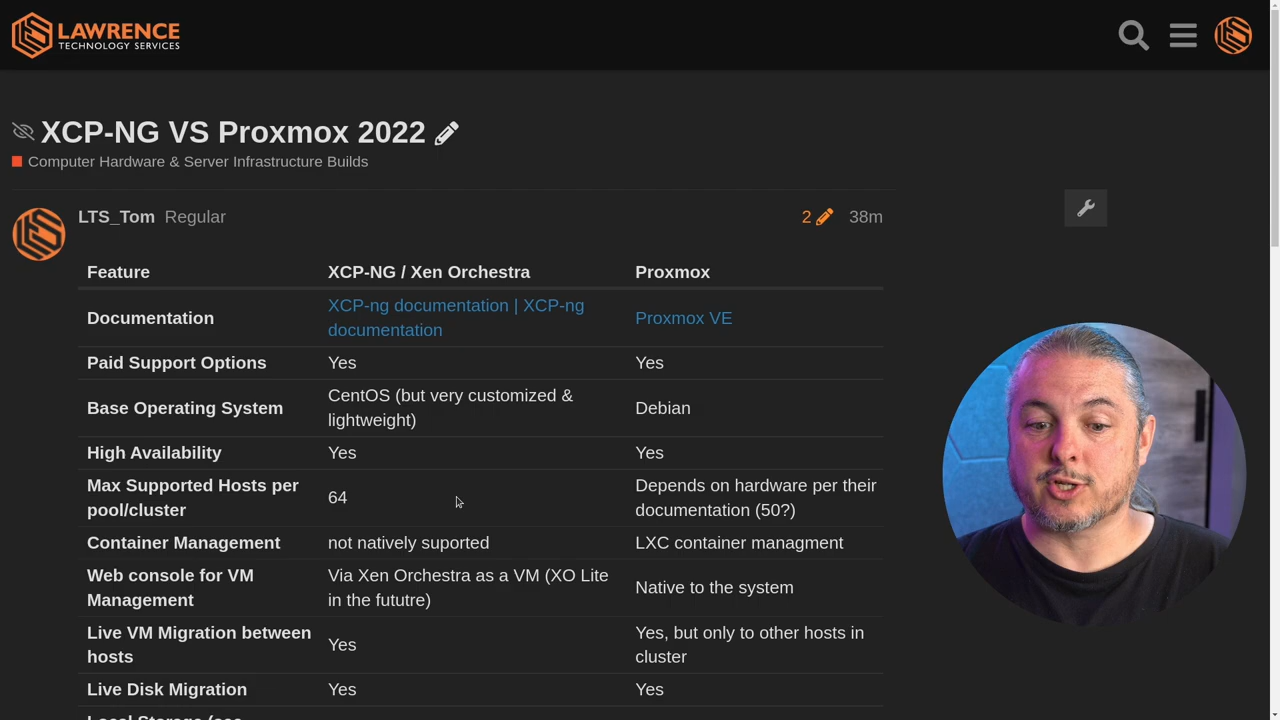 LAWRENCE
TECHNOLOGY SERVICES
XCP-NG VS Proxmox 2022
Computer Hardware & Server Infrastructure Builds
LTS_Tom Regular 2 38m
Feature XCP-NG / Xen Orchestra Proxmox
Documentation
XCP-ng documentation | XCP-ng
documentation
Proxmox VE
Paid Support Options Yes Yes
Base Operating System
CentOS (but very customized &
lightweight)
Debian
High Availability Yes Yes
Max Supported Hosts per
pool/cluster
64
Depends on hardware per their
documentation (50?)
Container Management not natively suported LXC container managment
Web console for VM
Management
Via Xen Orchestra as a VM (XO Lite
in the fututre)
Native to the system
Live VM Migration between
hosts
Yes
Yes, but only to other hosts in
cluster
Live Disk Migration Yes Yes
Local Storage (see